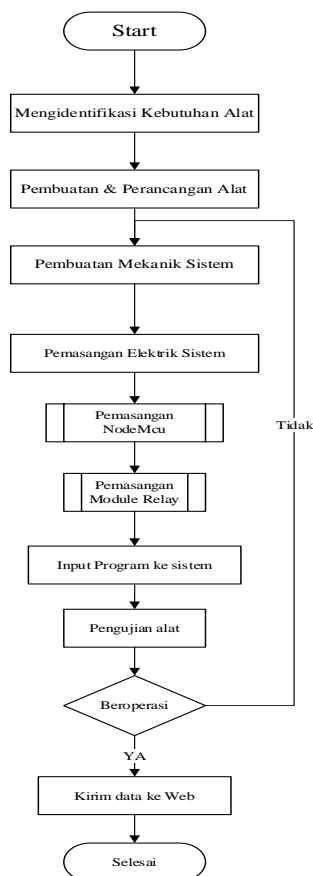 Start
Mengidentifikasi Kebutuhan Alat
Pembuatan & Perancangan Alat
Pembuatan Mekanik Sistem
Pemasangan Elektrik Sistem
Pemasangan
NodeMcu
Tidak
Pemasangan
Module Relay
Input Program ke sistem
Pengujian alat
Beroperasi
YA
Kirim data ke Web
Selesai